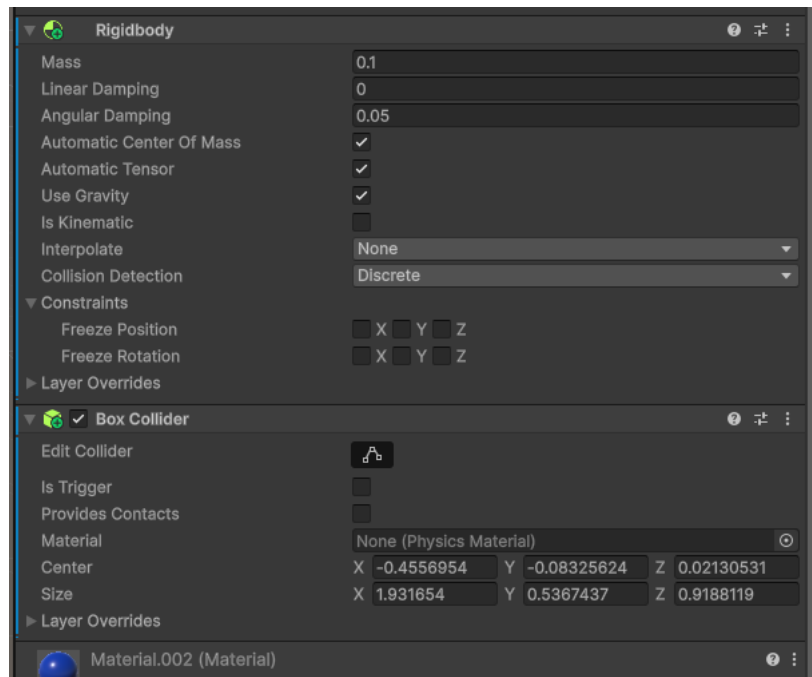 Rigidbody
Mass 0.1
Linear Damping 0
Angular Damping 0.05
Automatic Center Of Mass
Automatic Tensor
Use Gravity
Is Kinematic
Interpolate None
Collision Detection Discrete
Constraints
Freeze Position X Y Z
Freeze Rotation X Y Z
Layer Overrides
Box Collider
Edit Collider
Is Trigger
Provides Contacts
Material None (Physics Material)
Center X -0.4556954 Y -0.08325624 Z 0.02130531
Size X 1.931654 Y 0.5367437 Z 0.9188119
Layer Overrides
Material.002 (Material)